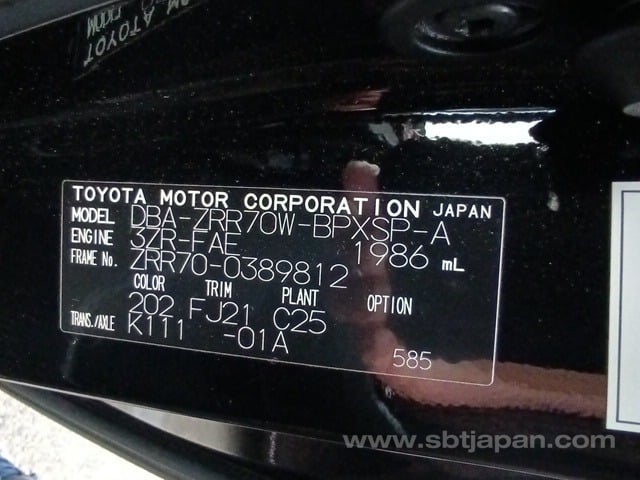 TOYOTA MOTOR CORPORATION JAPAN
MODEL DBA-ZRR70W-BPXSP-A
ENGINE 3ZR-FAE 1986 mL
FRAME No. ZRR70-0389812
COLOR TRIM PLANT OPTION
202 FJ21 C25
TRANS./AXLE K111 -01A
585
www.sbtjapan.com